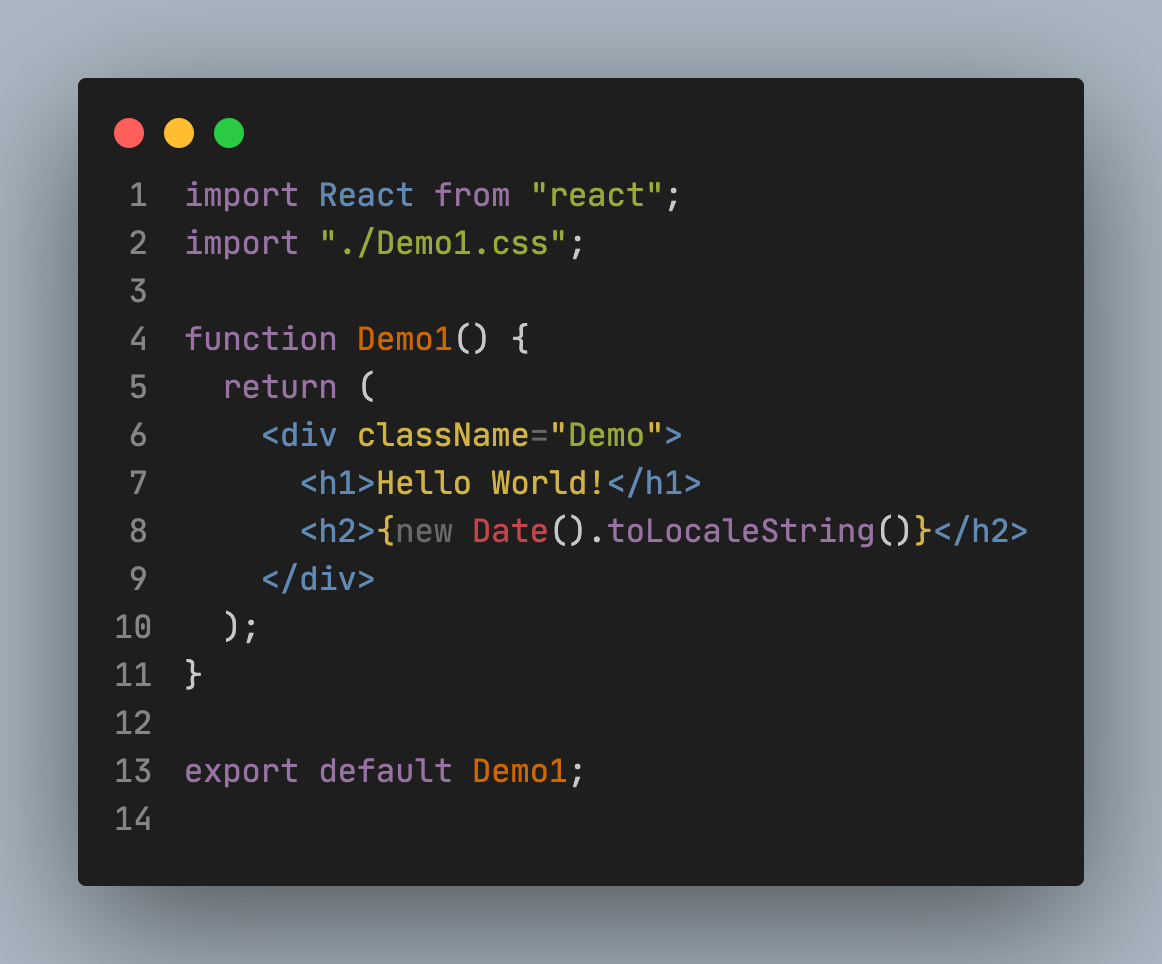 1 import React from "react";
2 import "./Demo1.css";
3
4 function Demo1() {
5   return (
6     <div className="Demo">
7       <h1>Hello World!</h1>
8       <h2>{new Date().toLocaleString()}</h2>
9     </div>
10   );
11 }
12
13 export default Demo1;
14